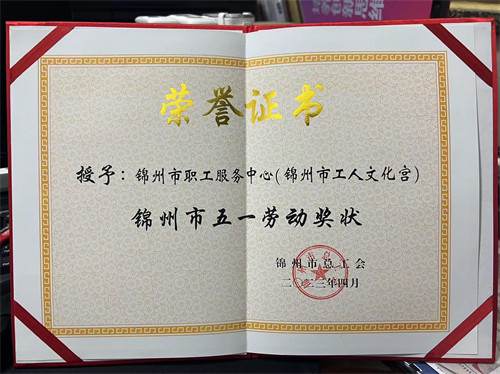 荣誉证书
授予：锦州市职工服务中心(锦州市工人文化宫)
锦州市五一劳动奖状
锦州市总工会
二〇二三年四月